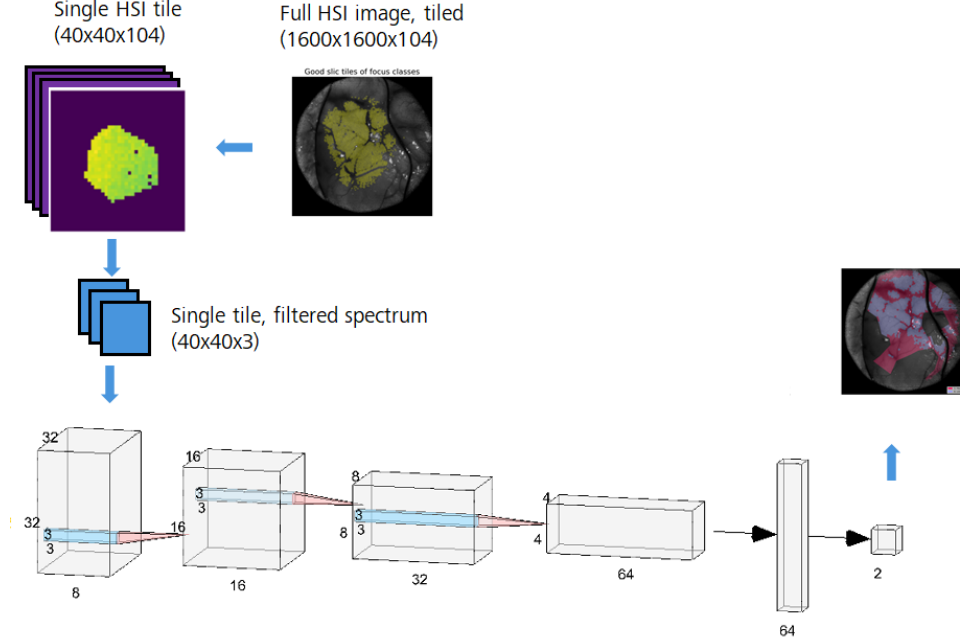 Single HSI tile
(40x40x104)
Full HSI image, tiled
(1600x1600x104)
Good slic tiles of focus classes
Single tile, filtered spectrum
(40x40x3)
32
32
3
3
8
16
16
3
3
16
8
8
3
3
32
4
4
64
64
2